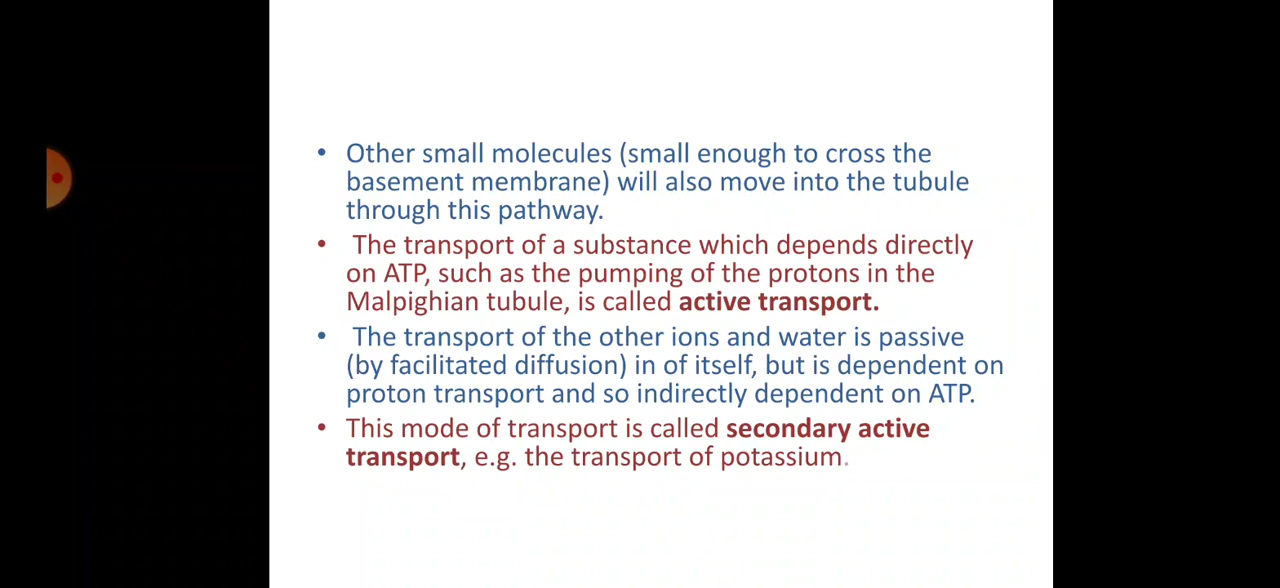 • Other small molecules (small enough to cross the
basement membrane) will also move into the tubule
through this pathway.
• The transport of a substance which depends directly
on ATP, such as the pumping of the protons in the
Malpighian tubule, is called active transport.
• The transport of the other ions and water is passive
(by facilitated diffusion) in of itself, but is dependent on
proton transport and so indirectly dependent on ATP.
• This mode of transport is called secondary active
transport, e.g. the transport of potassium.